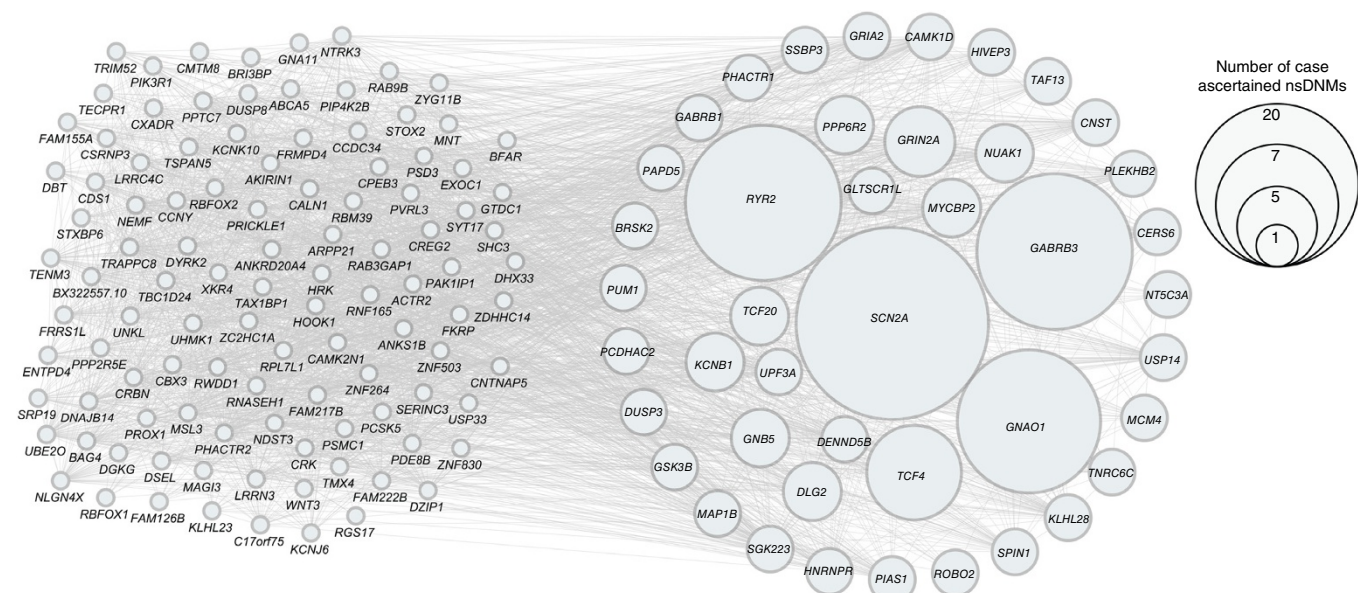 NTRK3
GNA11
TRIM52
PIK3R1
CMTM8
BRI3BP
RAB9B
ZYG11B
TECPR1
CXADR
PPTC7
DUSP8
ABCA5
PIP4K2B
STOX2
MNT
BFAR
FAM155A
CSRNP3
LRRC4C
TSPAN5
KCNK10
FRMPD4
CCDC34
PSD3
EXOC1
DBT
CDS1
AKIRIN1
CPEB3
NEMF
CCNY
RBFOX2
CALN1
RBM39
PVRL3
GTDC1
STXBP6
PRICKLE1
SYT17
TRAPPC8
DYRK2
ARPP21
CREG2
SHC3
TENM3
ANKRD20A4
RAB3GAP1
BX322557.10
TBC1D24
XKR4
HRK
PAK1IP1
DHX33
TAX1BP1
RNF165
ACTR2
ZDHHC14
FRRS1L
UNKL
UHMK1
ZC2HC1A
HOOK1
ANKS1B
FKRP
ENTPD4
PPP2R5E
CBX3
RWDD1
RPL7L1
CAMK2N1
ZNF503
CNTNAP5
CRBN
RNASEH1
ZNF264
SRP19
DNAJB14
FAM217B
SERINC3
USP33
PROX1
MSL3
NDST3
PCSK5
UBE2O
BAG4
PHACTR2
PSMC1
DGKG
DSEL
CRK
PDE8B
ZNF830
NLGN4X
MAGI3
LRRN3
TMX4
WNT3
FAM222B
DZIP1
RBFOX1
FAM126B
KLHL23
C17orf75
KCNJ6
RGS17
SSBP3
GRIA2
CAMK1D
HIVEP3
PHACTR1
TAF13
GABRB1
PPP6R2
GRIN2A
NUAK1
CNST
PAPD5
RYR2
GLTSCR1L
MYCBP2
PLEKHB2
BRSK2
GABRB3
CERS6
PUM1
NT5C3A
TCF20
SCN2A
PCDHAC2
KCNB1
UPF3A
USP14
DUSP3
GNB5
DENND5B
GNAO1
MCM4
GSK3B
DLG2
TCF4
TNRC6C
MAP1B
KLHL28
SGK223
HNRNPR
PIAS1
ROBO2
SPIN1
Number of case
ascertained nsDNMs
20
7
5
1